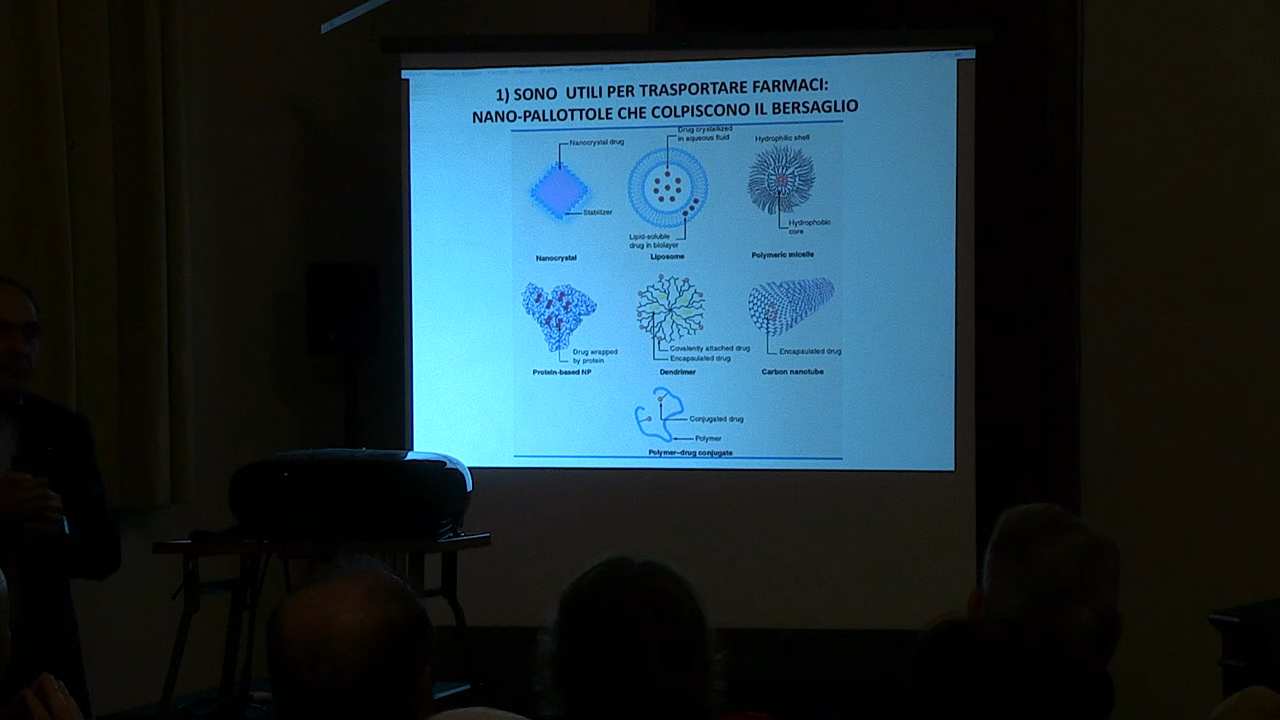 1) SONO UTILI PER TRASPORTARE FARMACI:
NANO-PALLOTTOLE CHE COLPISCONO IL BERSAGLIO
Nanocrystal drug
Stabilizer
Nanocrystal
Drug crystallized
in aqueous fluid
Lipid-soluble
drug in bilayer
Liposome
Hydrophilic shell
Hydrophobic
core
Polymeric micelle
Drug wrapped
by protein
Protein-based NP
Covalently attached drug
Encapsulated drug
Dendrimer
Encapsulated drug
Carbon nanotube
Conjugated drug
Polymer
Polymer–drug conjugate